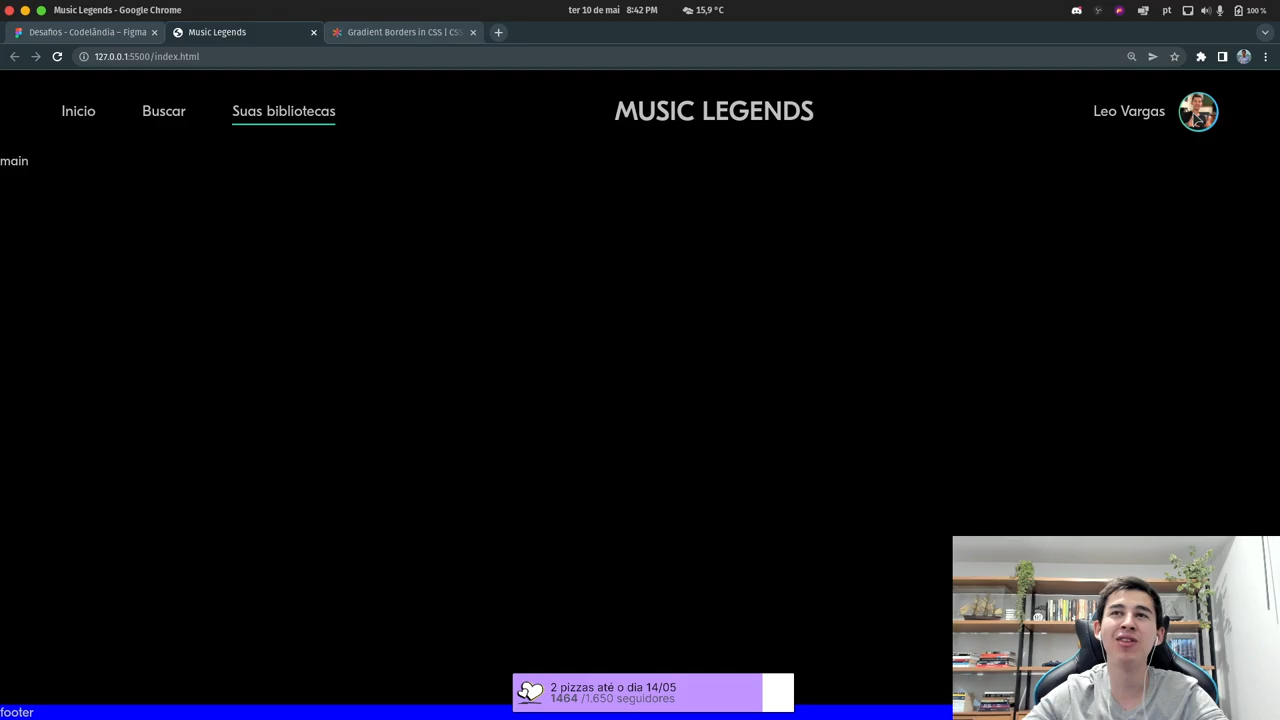 Music Legends - Google Chrome
ter 10 de mai 8:42 PM
15,9 °C
pt
100 %
Desafios - Codelândia – Figma
Music Legends
Gradient Borders in CSS | CSS
127.0.0.1:5500/index.html
Inicio
Buscar
Suas bibliotecas
MUSIC LEGENDS
Leo Vargas
main
2 pizzas até o dia 14/05
1464 /1.650 seguidores
footer